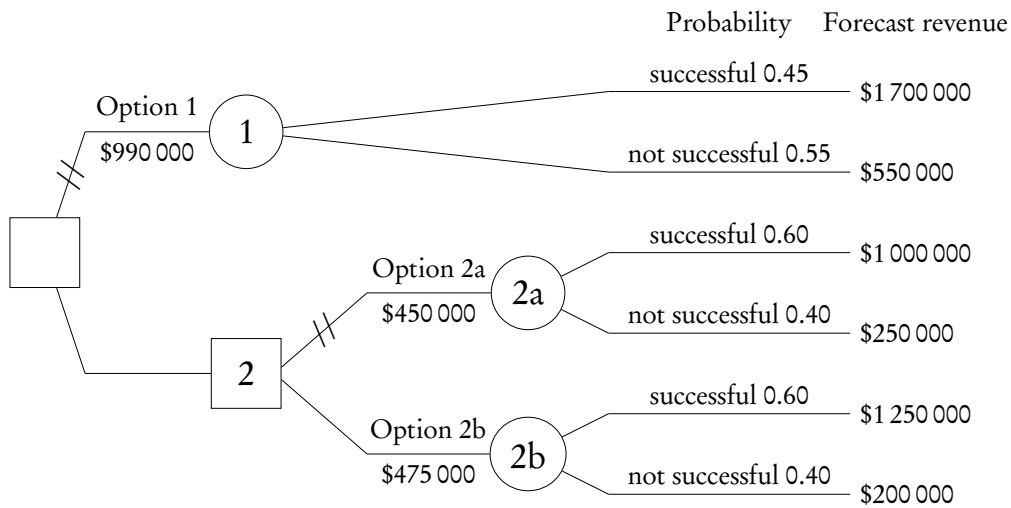 Probability Forecast revenue
successful 0.45
$1 700 000
Option 1
$990 000
1
not successful 0.55
$550 000
successful 0.60
$1 000 000
Option 2a
$450 000
2a
not successful 0.40
$250 000
2
successful 0.60
$1 250 000
Option 2b
$475 000
2b
not successful 0.40
$200 000